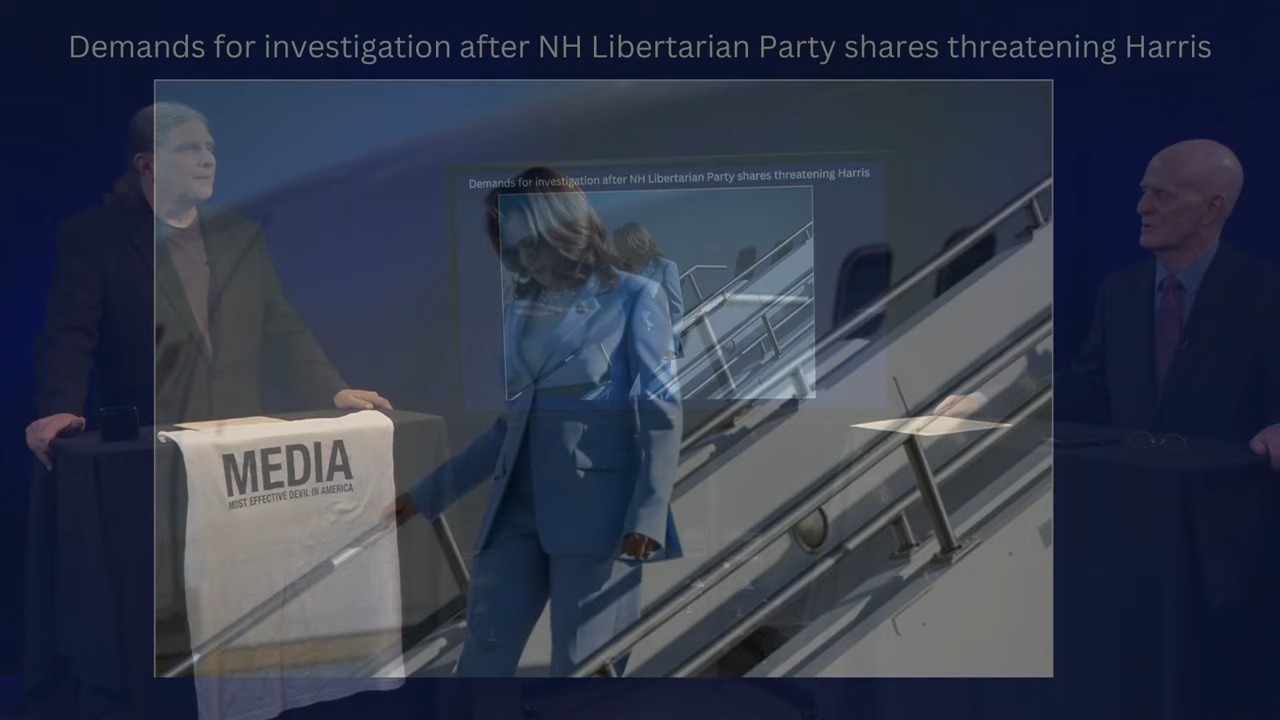 Demands for investigation after NH Libertarian Party shares threatening Harris
Demands for investigation after NH Libertarian Party shares threatening Harris
MEDIA
MOST EFFECTIVE DEVIL IN AMERICA